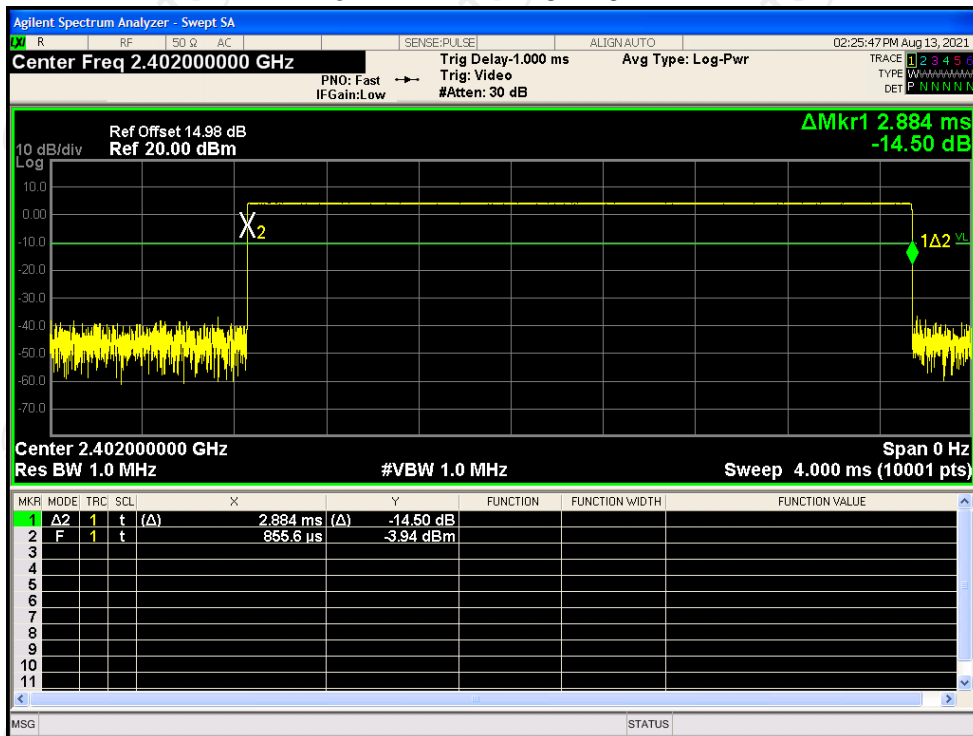 Agilent Spectrum Analyzer - Swept SA
LXI R RF 50 Ω AC SENSE:PULSE ALIGNAUTO 02:25:47 PM Aug 13, 2021
Center Freq 2.402000000 GHz
PNO: Fast
IFGain:Low
Trig Delay-1.000 ms
Trig: Video
#Atten: 30 dB
Avg Type: Log-Pwr
TRACE 1 2 3 4 5 6
TYPE
DET P N N N N N
Ref Offset 14.98 dB
10 dB/div Ref 20.00 dBm
Log
ΔMkr1 2.884 ms
-14.50 dB
10.0
0.00
-10.0
-20.0
-30.0
-40.0
-50.0
-60.0
-70.0
X2
1Δ2 VL
Center 2.402000000 GHz Span 0 Hz
Res BW 1.0 MHz #VBW 1.0 MHz Sweep 4.000 ms (10001 pts)
MKR MODE TRC SCL X Y FUNCTION FUNCTION WIDTH FUNCTION VALUE
1 Δ2 1 t (Δ) 2.884 ms (Δ) -14.50 dB
2 F 1 t 855.6 µs -3.94 dBm
3
4
5
6
7
8
9
10
11
MSG STATUS